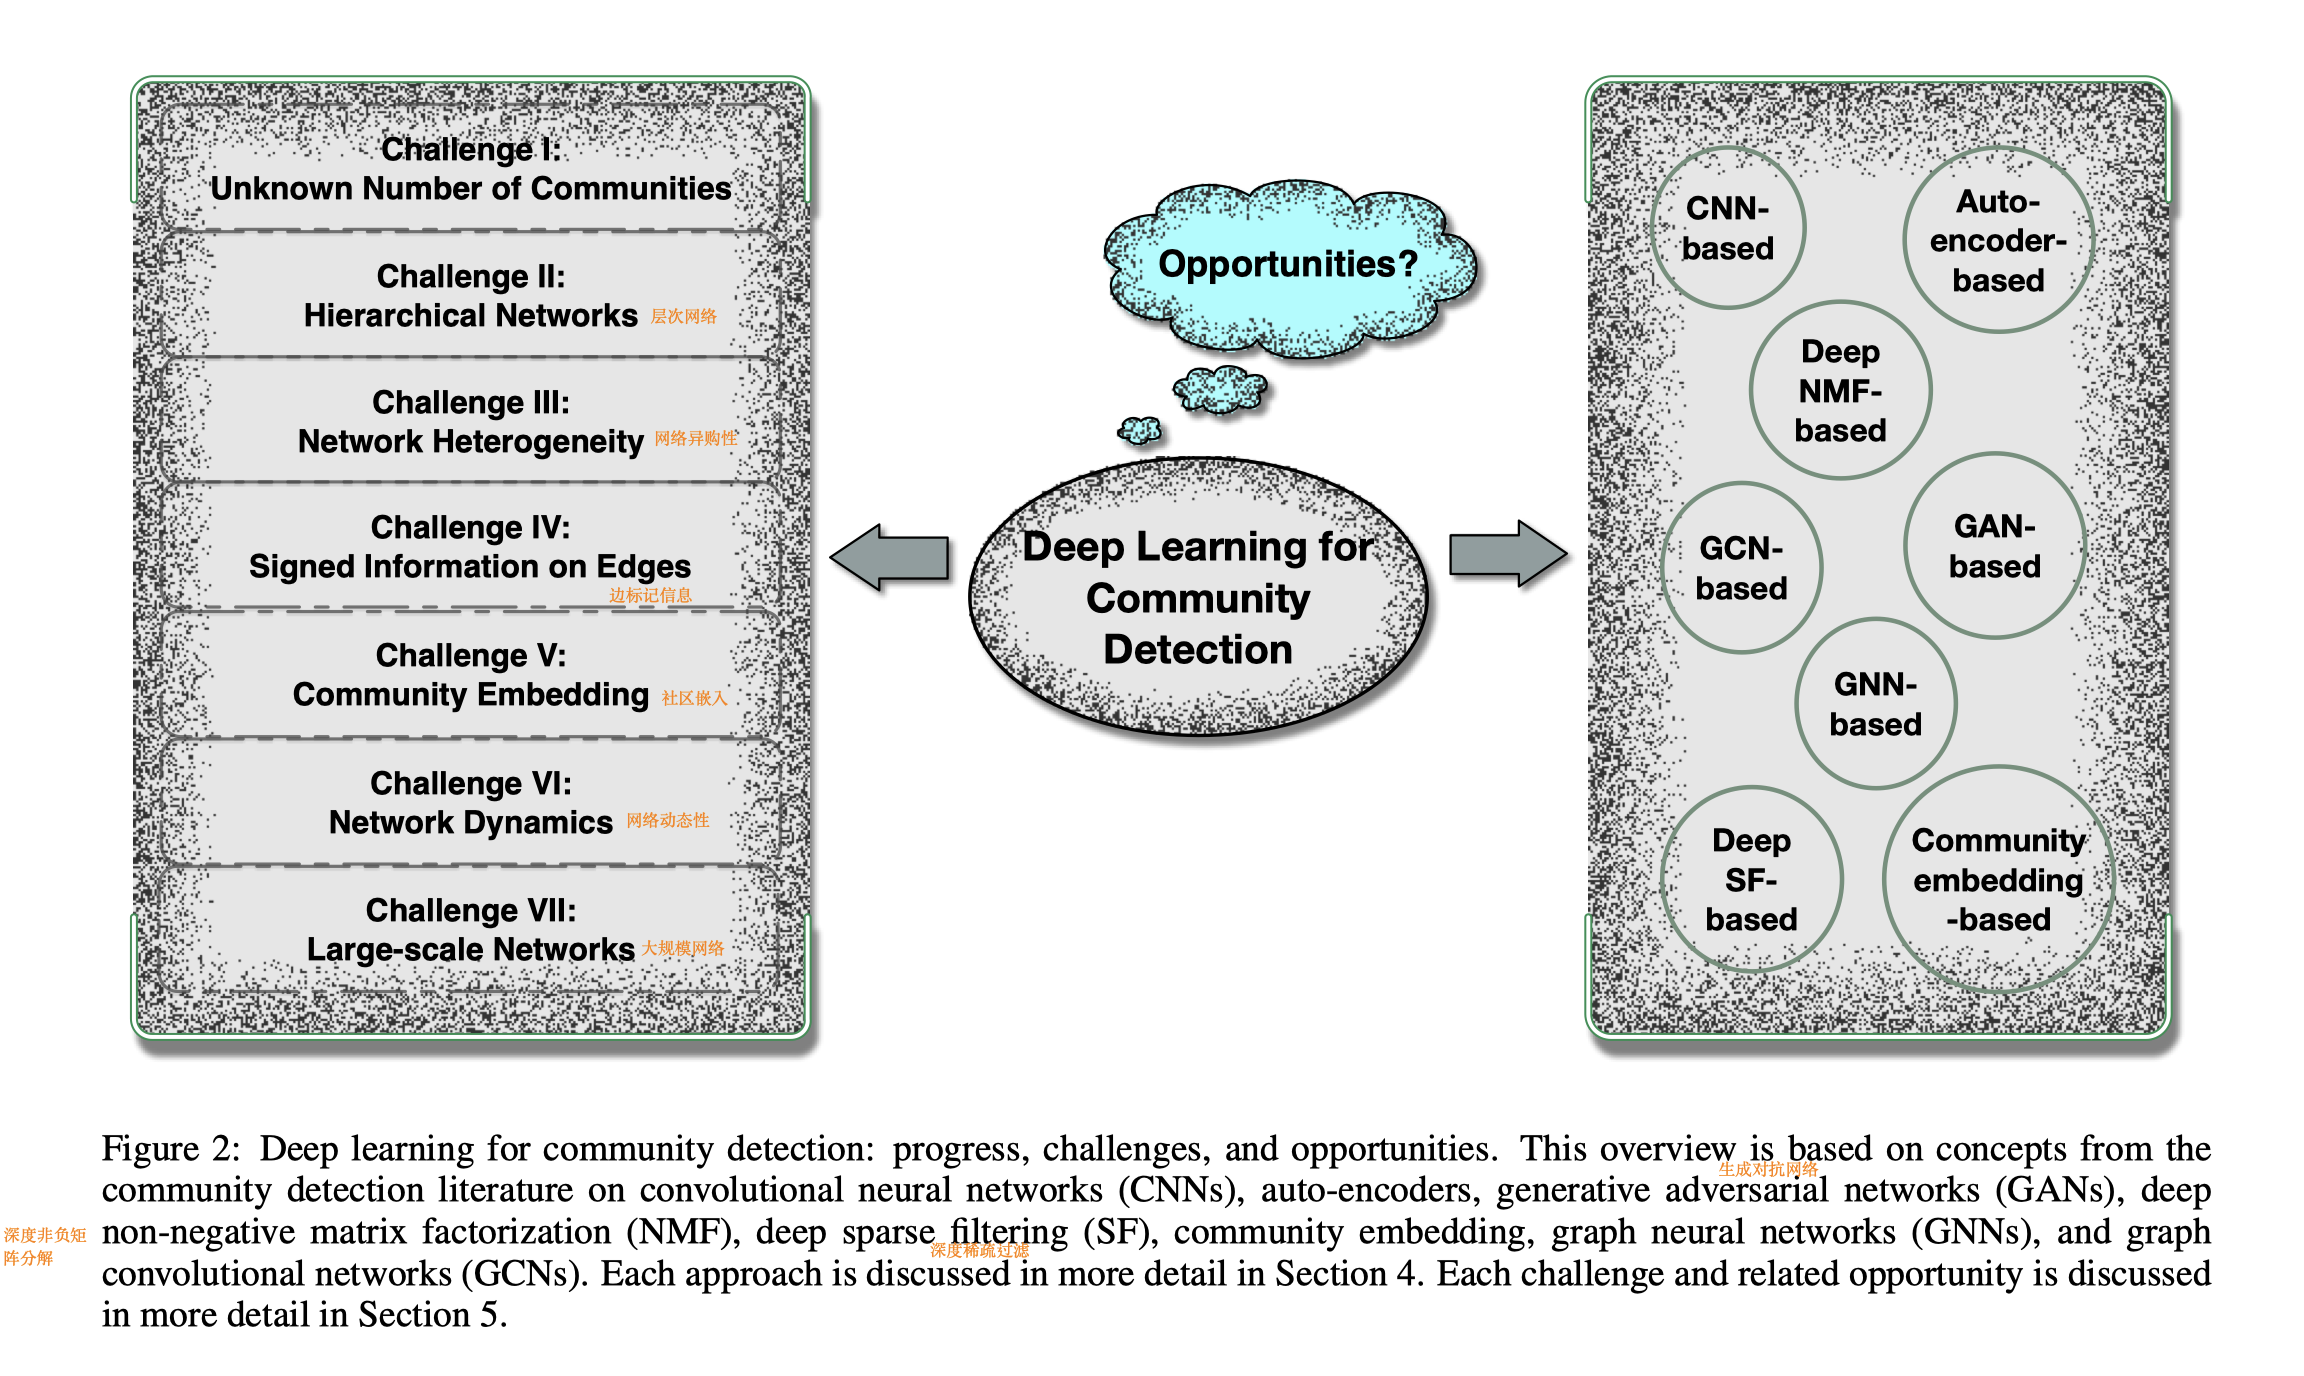 Challenge I:
Unknown Number of Communities
Challenge II:
Hierarchical Networks 层次网络
Challenge III:
Network Heterogeneity 网络异购性
Challenge IV:
Signed Information on Edges
边标记信息
Challenge V:
Community Embedding 社区嵌入
Challenge VI:
Network Dynamics 网络动态性
Challenge VII:
Large-scale Networks 大规模网络
Opportunities?
Deep Learning for
Community
Detection
CNN-
based
Auto-
encoder-
based
Deep
NMF-
based
GCN-
based
GAN-
based
GNN-
based
Deep
SF-
based
Community
embedding
-based
Figure 2: Deep learning for community detection: progress, challenges, and opportunities. This overview is based on concepts from the
生成对抗网络
community detection literature on convolutional neural networks (CNNs), auto-encoders, generative adversarial networks (GANs), deep
深度非负矩
阵分解
non-negative matrix factorization (NMF), deep sparse filtering (SF), community embedding, graph neural networks (GNNs), and graph
深度稀疏过滤
convolutional networks (GCNs). Each approach is discussed in more detail in Section 4. Each challenge and related opportunity is discussed
in more detail in Section 5.